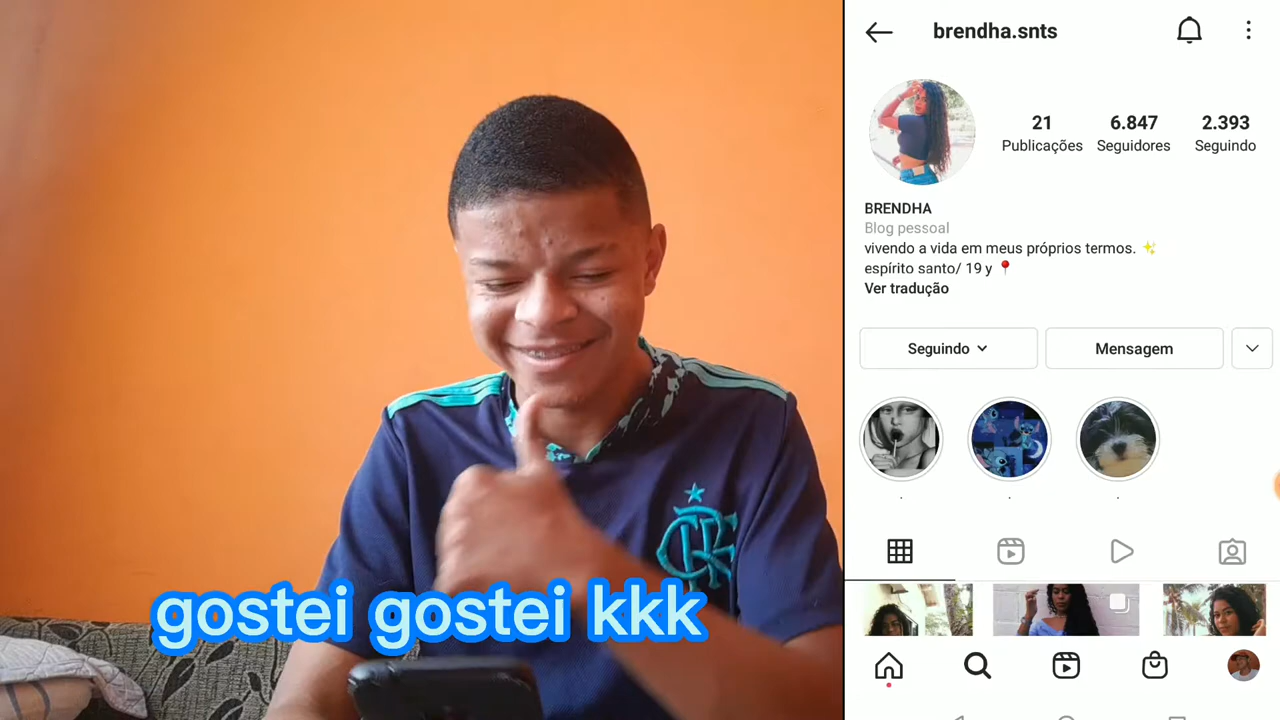 brendha.snts
21
6.847
2.393
Publicações
Seguidores
Seguindo
BRENDHA
Blog pessoal
vivendo a vida em meus próprios termos. ✨
espírito santo/ 19 y 📍
Ver tradução
Seguindo
Mensagem
CRF
gostei gostei kkk